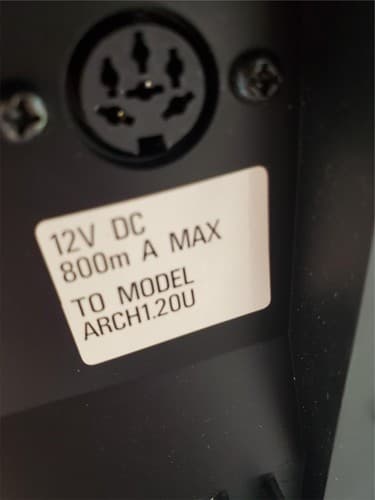 12V DC
800m A MAX
TO MODEL
ARCH1.20U